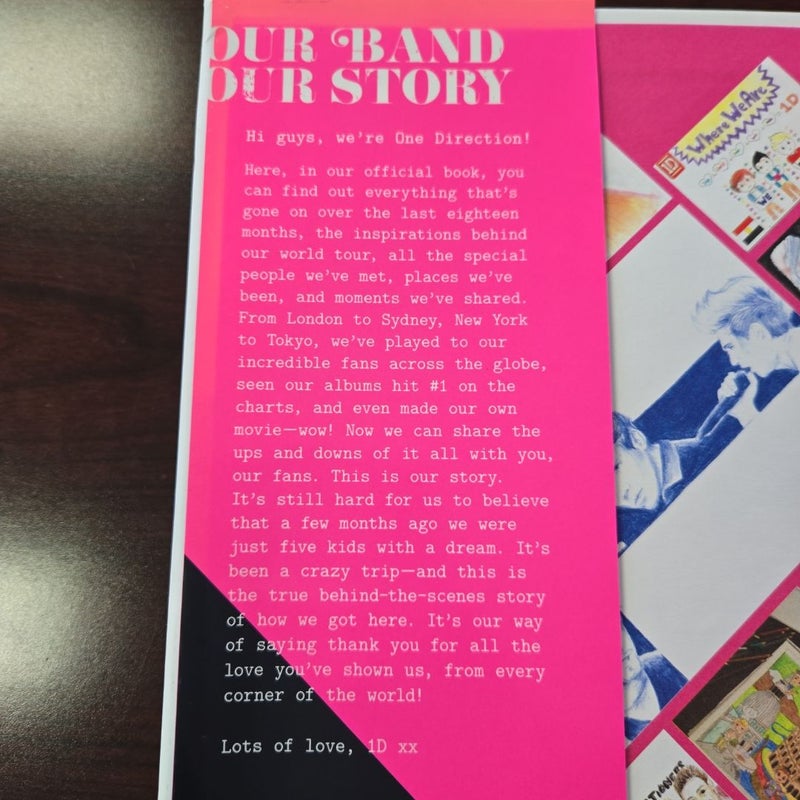 OUR BAND
OUR STORY
Hi guys, we're One Direction!
Here, in our official book, you
can find out everything that's
gone on over the last eighteen
months, the inspirations behind
our world tour, all the special
people we've met, places we've
been, and moments we've shared.
From London to Sydney, New York
to Tokyo, we've played to our
incredible fans across the globe,
seen our albums hit #1 on the
charts, and even made our own
movie—wow! Now we can share the
ups and downs of it all with you,
our fans. This is our story.
It's still hard for us to believe
that a few months ago we were
just five kids with a dream. It's
been a crazy trip—and this is
the true behind-the-scenes story
of how we got here. It's our way
of saying thank you for all the
love you've shown us, from every
corner of the world!
Lots of love, 1D xx
Where We Are
1D
1D
WE